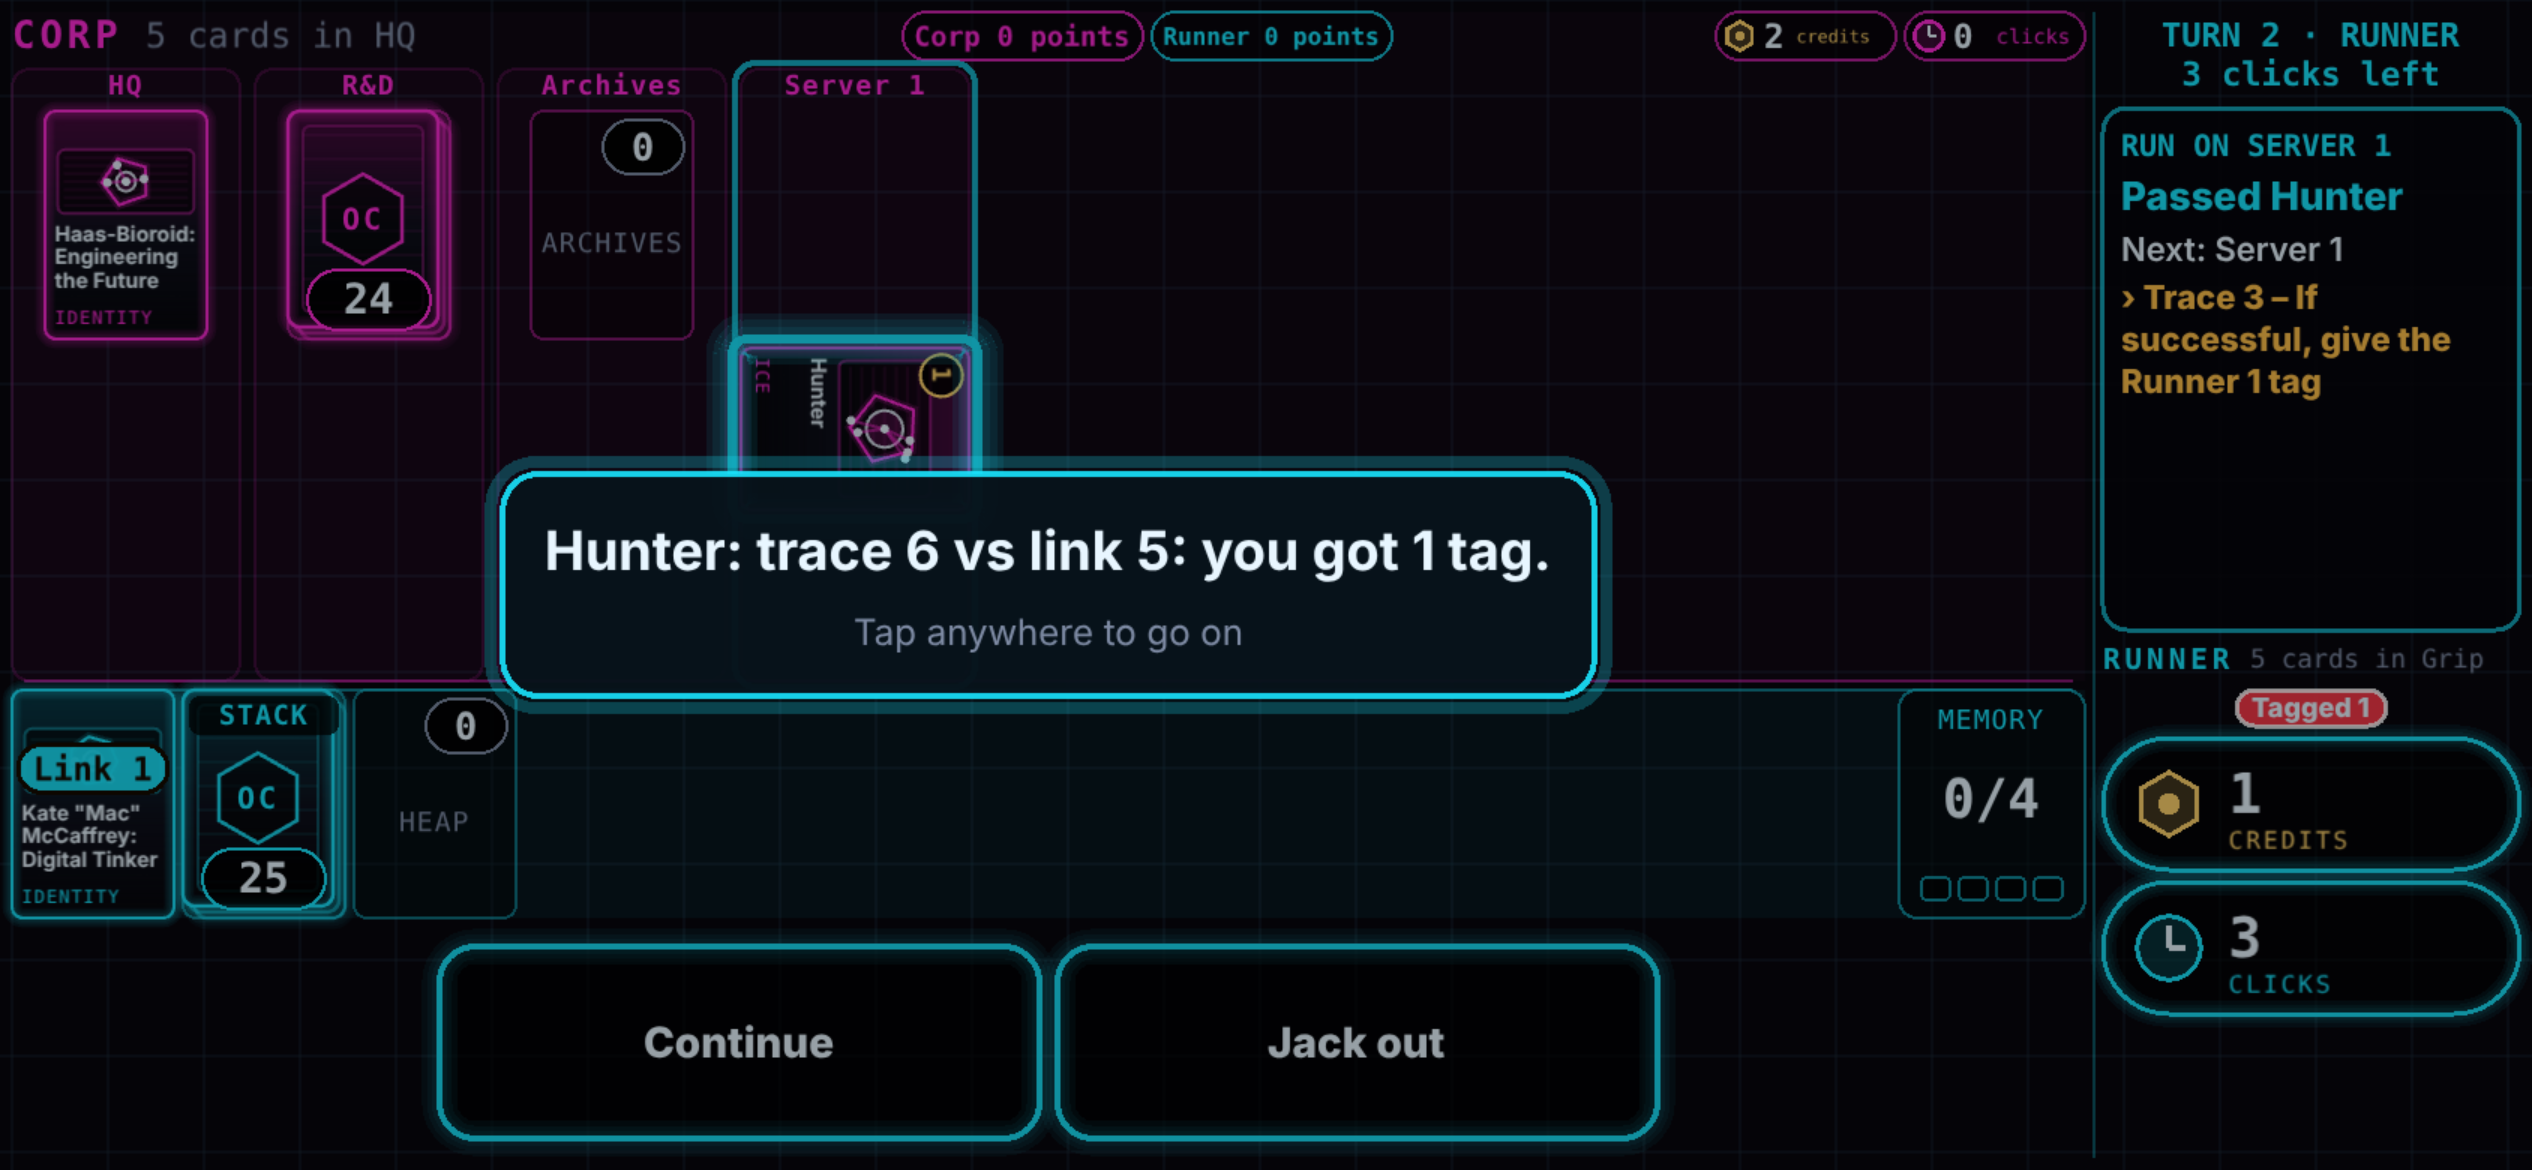 CORP 5 cards in HQ
Corp 0 points
Runner 0 points
2 credits
0 clicks
TURN 2 · RUNNER
3 clicks left
HQ
R&D
Archives
Server 1
Haas-Bioroid:
Engineering
the Future
IDENTITY
OC
24
0
ARCHIVES
ICE
Hunter
1
RUN ON SERVER 1
Passed Hunter
Next: Server 1
› Trace 3 – If
successful, give the
Runner 1 tag
Hunter: trace 6 vs link 5: you got 1 tag.
Tap anywhere to go on
RUNNER 5 cards in Grip
Tagged 1
1
CREDITS
3
CLICKS
Link 1
Kate "Mac"
McCaffrey:
Digital Tinker
IDENTITY
STACK
OC
25
0
HEAP
MEMORY
0/4
Continue
Jack out